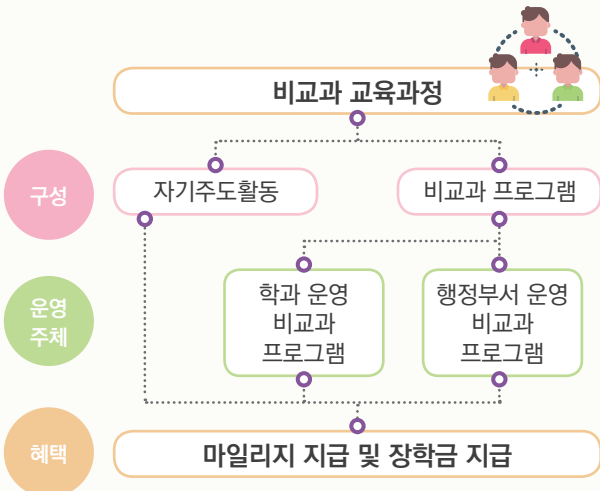 비교과 교육과정
구성
자기주도활동
비교과 프로그램
운영
주체
학과 운영
비교과
프로그램
행정부서 운영
비교과
프로그램
혜택
마일리지 지급 및 장학금 지급